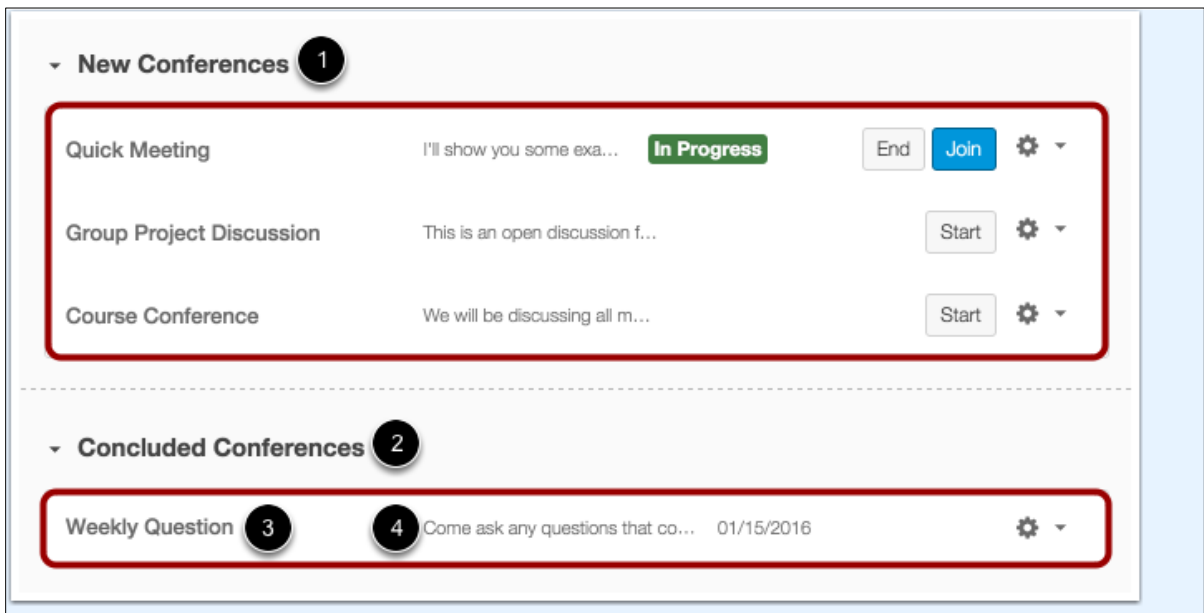 New Conferences 1
Quick Meeting I'll show you some exa... In Progress End Join
Group Project Discussion This is an open discussion f... Start
Course Conference We will be discussing all m... Start
Concluded Conferences 2
Weekly Question 3 4 Come ask any questions that co... 01/15/2016